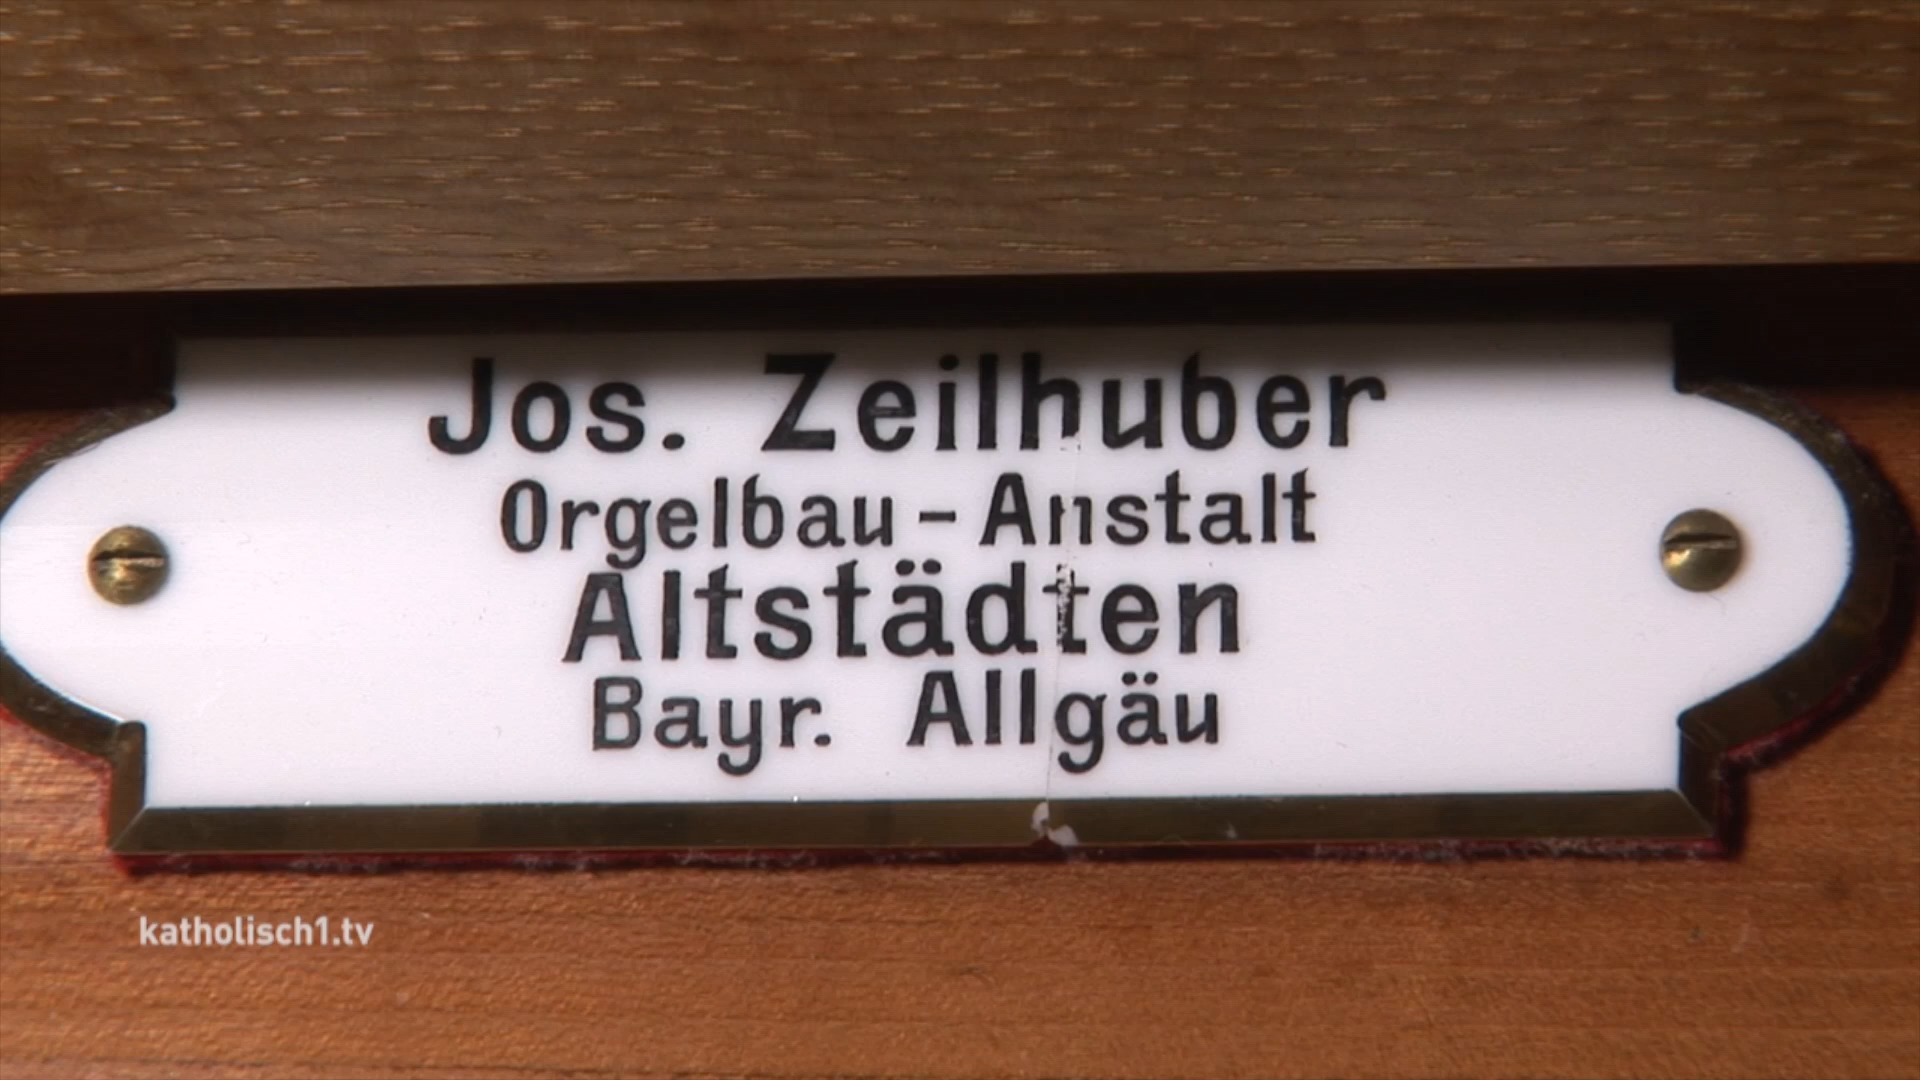 Jos. Zeilhuber
Orgelbau-Anstalt
Altstädten
Bayr. Allgäu
katholisch1.tv